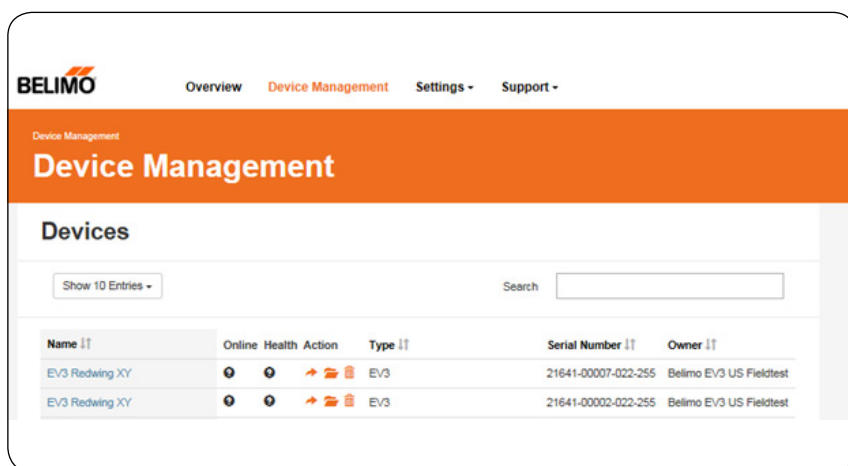 BELIMO
Overview Device Management Settings Support
Device Management
Device Management
Devices
Show 10 Entries
Search
Name Online Health Action Type Serial Number Owner
EV3 Redwing XY EV3 21641-00007-022-255 Belimo EV3 US Fieldtest
EV3 Redwing XY EV3 21641-00002-022-255 Belimo EV3 US Fieldtest